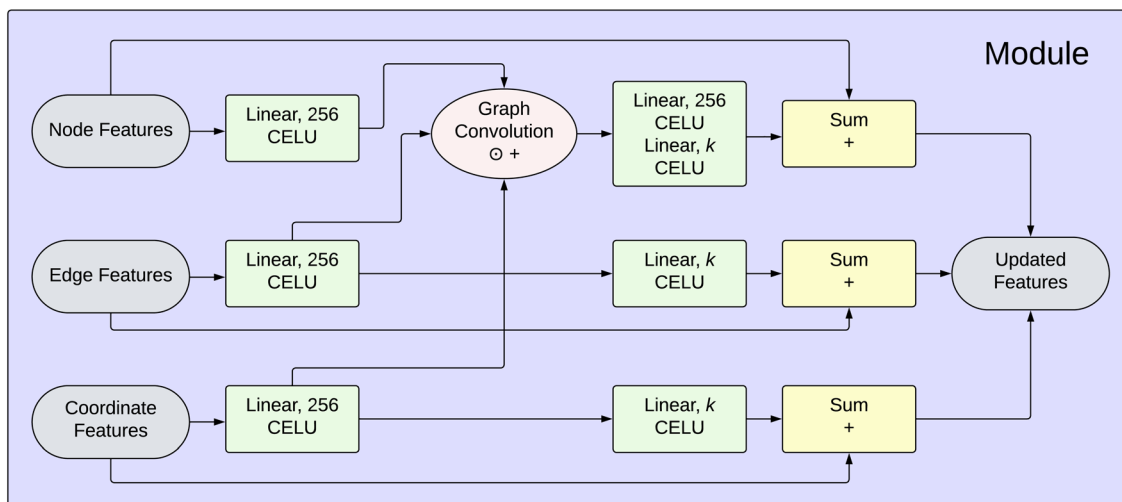 Module
Node Features
Linear, 256
CELU
Graph
Convolution
⊙ +
Linear, 256
CELU
Linear, k
CELU
Sum
+
Edge Features
Linear, 256
CELU
Linear, k
CELU
Sum
+
Updated
Features
Coordinate
Features
Linear, 256
CELU
Linear, k
CELU
Sum
+